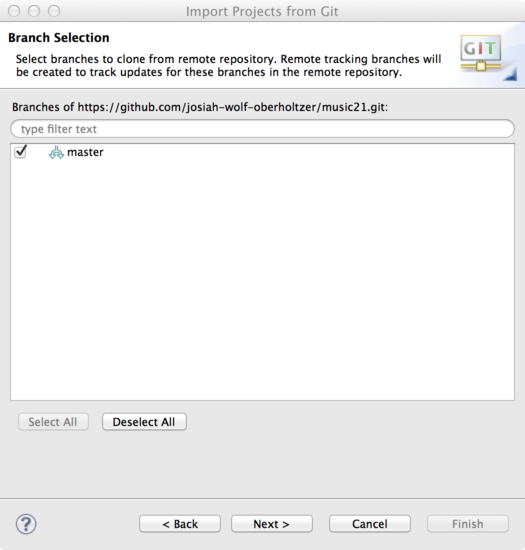 Import Projects from Git
Branch Selection
Select branches to clone from remote repository. Remote tracking branches will
be created to track updates for these branches in the remote repository.
GIT
Branches of https://github.com/josiah-wolf-oberholtzer/music21.git:
type filter text
master
Select All
Deselect All
?
< Back
Next >
Cancel
Finish